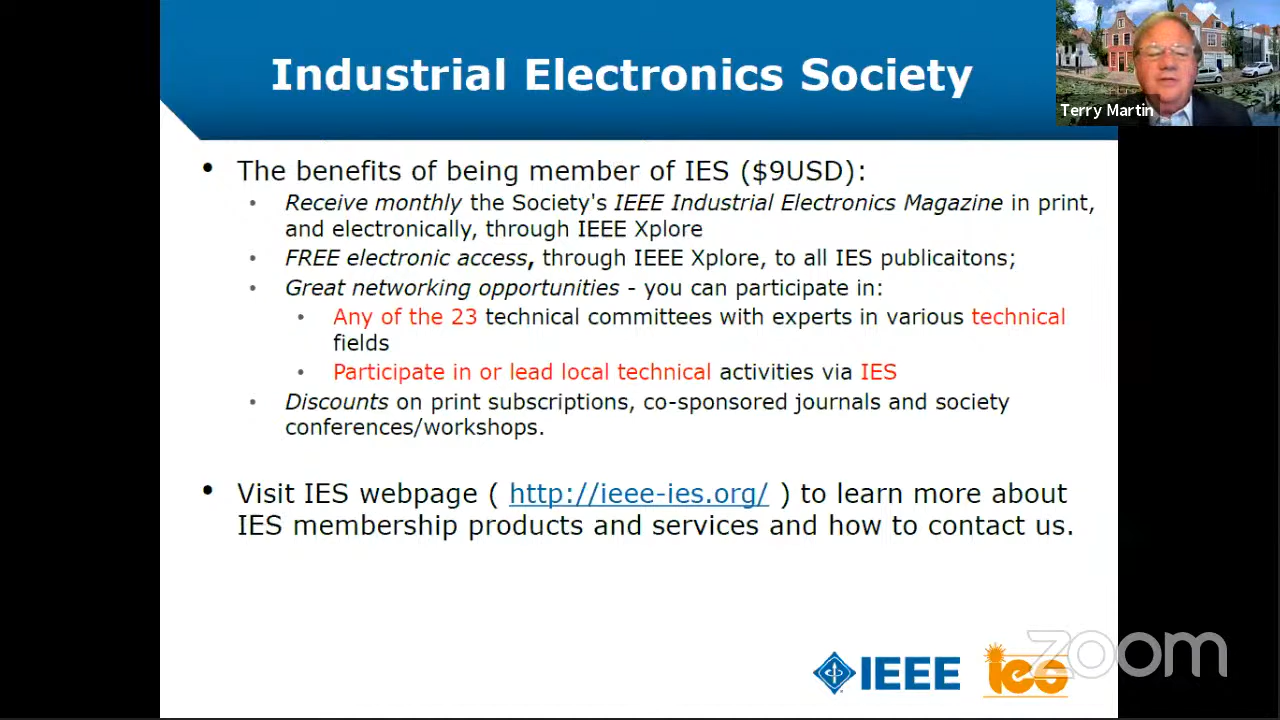 Industrial Electronics Society
Terry Martin
• The benefits of being member of IES ($9USD):
• Receive monthly the Society's IEEE Industrial Electronics Magazine in print,
and electronically, through IEEE Xplore
• FREE electronic access, through IEEE Xplore, to all IES publicaitons;
• Great networking opportunities - you can participate in:
• Any of the 23 technical committees with experts in various technical
fields
• Participate in or lead local technical activities via IES
• Discounts on print subscriptions, co-sponsored journals and society
conferences/workshops.
• Visit IES webpage ( http://ieee-ies.org/ ) to learn more about
IES membership products and services and how to contact us.
IEEE
ies
zoom